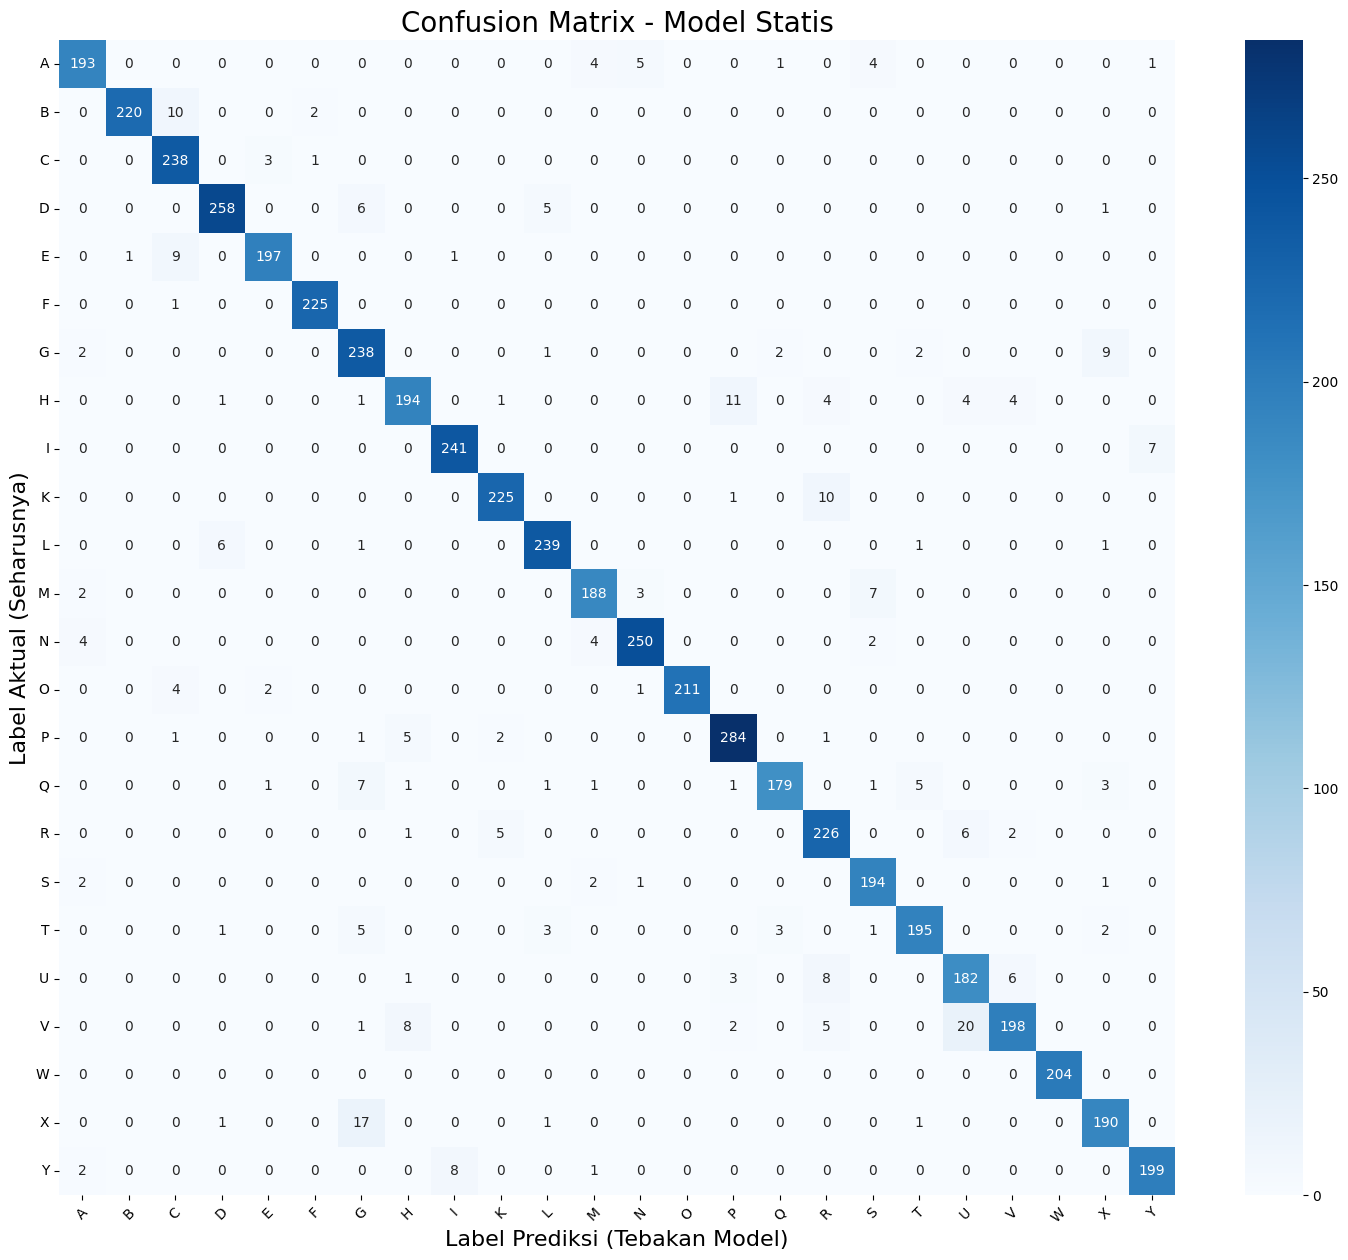 Confusion Matrix - Model Statis
A 193 0 0 0 0 0 0 0 0 0 0 4 5 0 0 1 0 4 0 0 0 0 0 1
B 0 220 10 0 0 2 0 0 0 0 0 0 0 0 0 0 0 0 0 0 0 0 0 0
C 0 0 238 0 3 1 0 0 0 0 0 0 0 0 0 0 0 0 0 0 0 0 0 0
D 0 0 0 258 0 0 6 0 0 0 5 0 0 0 0 0 0 0 0 0 0 0 1 0
E 0 1 9 0 197 0 0 0 1 0 0 0 0 0 0 0 0 0 0 0 0 0 0 0
F 0 0 1 0 0 225 0 0 0 0 0 0 0 0 0 0 0 0 0 0 0 0 0 0
G 2 0 0 0 0 0 238 0 0 0 1 0 0 0 0 2 0 0 2 0 0 0 9 0
H 0 0 0 1 0 0 1 194 0 1 0 0 0 0 11 0 4 0 0 4 4 0 0 0
I 0 0 0 0 0 0 0 0 241 0 0 0 0 0 0 0 0 0 0 0 0 0 0 7
K 0 0 0 0 0 0 0 0 0 225 0 0 0 0 1 0 10 0 0 0 0 0 0 0
L 0 0 0 6 0 0 1 0 0 0 239 0 0 0 0 0 0 0 1 0 0 0 1 0
M 2 0 0 0 0 0 0 0 0 0 0 188 3 0 0 0 0 7 0 0 0 0 0 0
N 4 0 0 0 0 0 0 0 0 0 0 4 250 0 0 0 0 2 0 0 0 0 0 0
O 0 0 4 0 2 0 0 0 0 0 0 0 1 211 0 0 0 0 0 0 0 0 0 0
P 0 0 1 0 0 0 1 5 0 2 0 0 0 0 284 0 1 0 0 0 0 0 0 0
Q 0 0 0 0 1 0 7 1 0 0 1 1 0 0 1 179 0 1 5 0 0 0 3 0
R 0 0 0 0 0 0 0 1 0 5 0 0 0 0 0 0 226 0 0 6 2 0 0 0
S 2 0 0 0 0 0 0 0 0 0 0 2 1 0 0 0 0 194 0 0 0 0 1 0
T 0 0 0 1 0 0 5 0 0 0 3 0 0 0 0 3 0 1 195 0 0 0 2 0
U 0 0 0 0 0 0 0 1 0 0 0 0 0 0 3 0 8 0 0 182 6 0 0 0
V 0 0 0 0 0 0 1 8 0 0 0 0 0 0 2 0 5 0 0 20 198 0 0 0
W 0 0 0 0 0 0 0 0 0 0 0 0 0 0 0 0 0 0 0 0 0 204 0 0
X 0 0 0 1 0 0 17 0 0 0 1 0 0 0 0 0 0 0 1 0 0 0 190 0
Y 2 0 0 0 0 0 0 0 8 0 0 1 0 0 0 0 0 0 0 0 0 0 0 199
A B C D E F G H I K L M N O P Q R S T U V W X Y
Label Prediksi (Tebakan Model)
Label Aktual (Seharusnya)
250
200
150
100
50
0